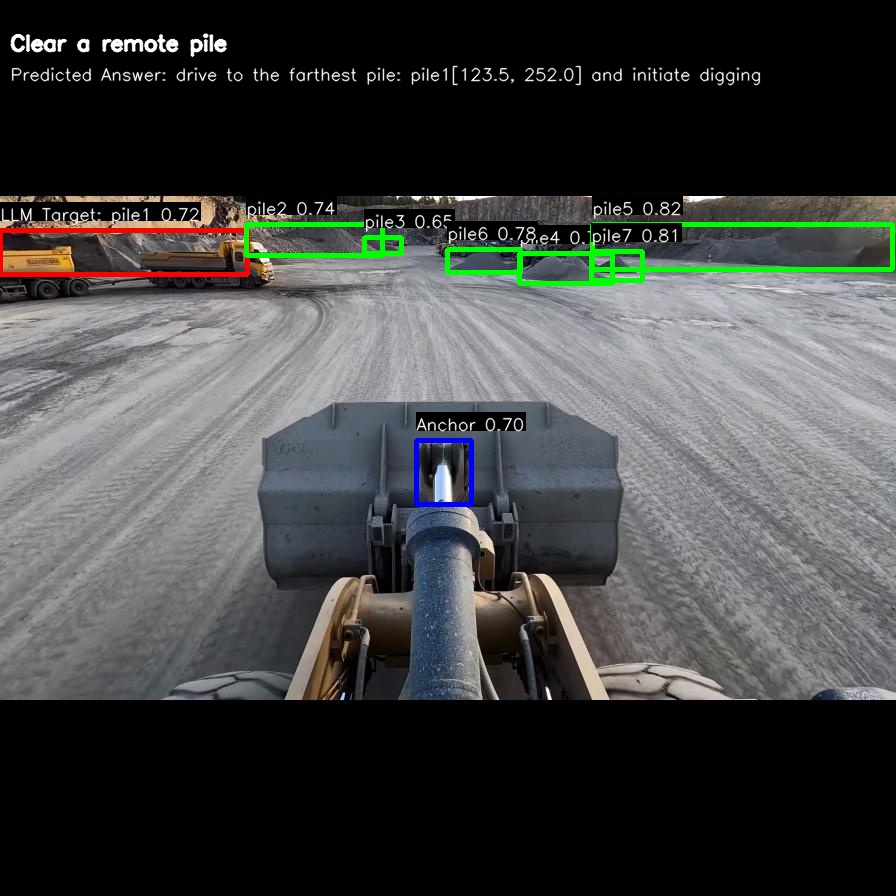 Clear a remote pile
Predicted Answer: drive to the farthest pile: pile1[123.5, 252.0] and initiate digging
LLM Target: pile1 0.72
pile2 0.74
pile3 0.65
pile5 0.82
pile6 0.78
pile7 0.81
Anchor 0.70